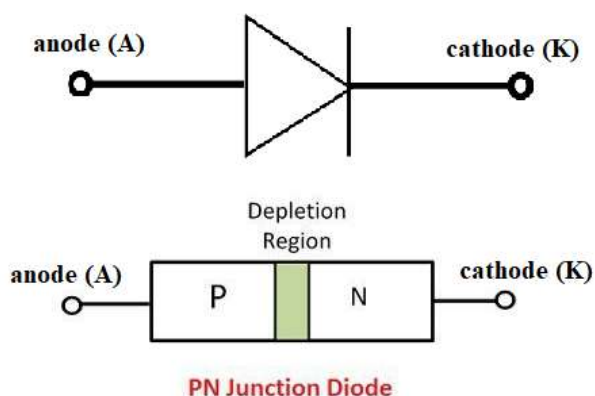 anode (A)
cathode (K)
Depletion
Region
anode (A)
cathode (K)
P
N
PN Junction Diode